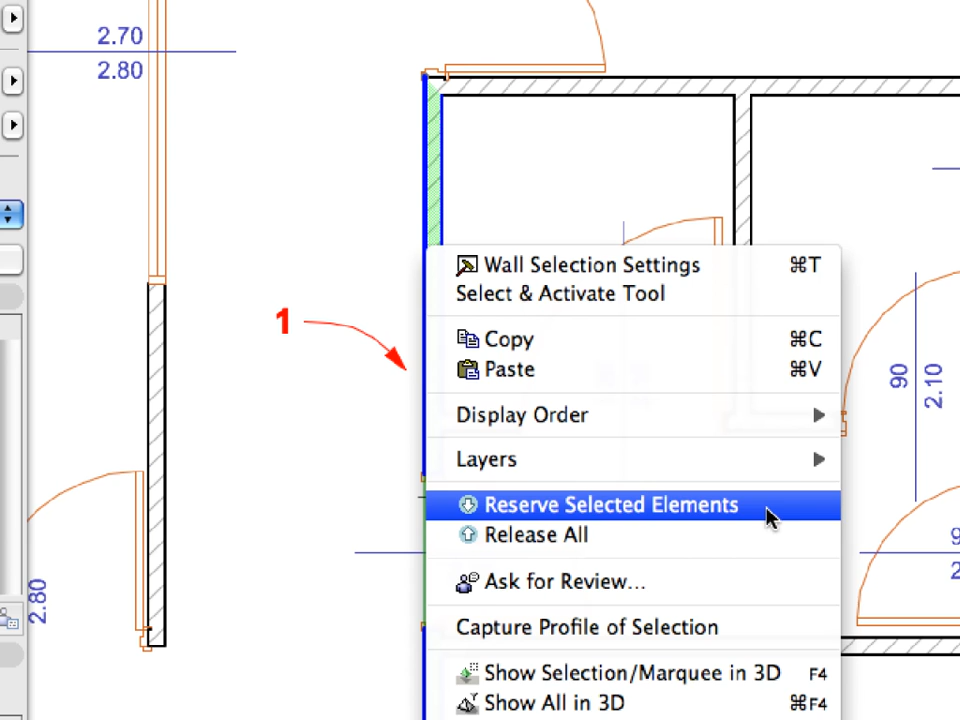 2.70
2.80
1
Wall Selection Settings ⌘T
Select & Activate Tool
Copy ⌘C
Paste ⌘V
Display Order
Layers
Reserve Selected Elements
Release All
Ask for Review...
Capture Profile of Selection
Show Selection/Marquee in 3D F4
Show All in 3D ⌘F4
90
2.10
2.80
9
2